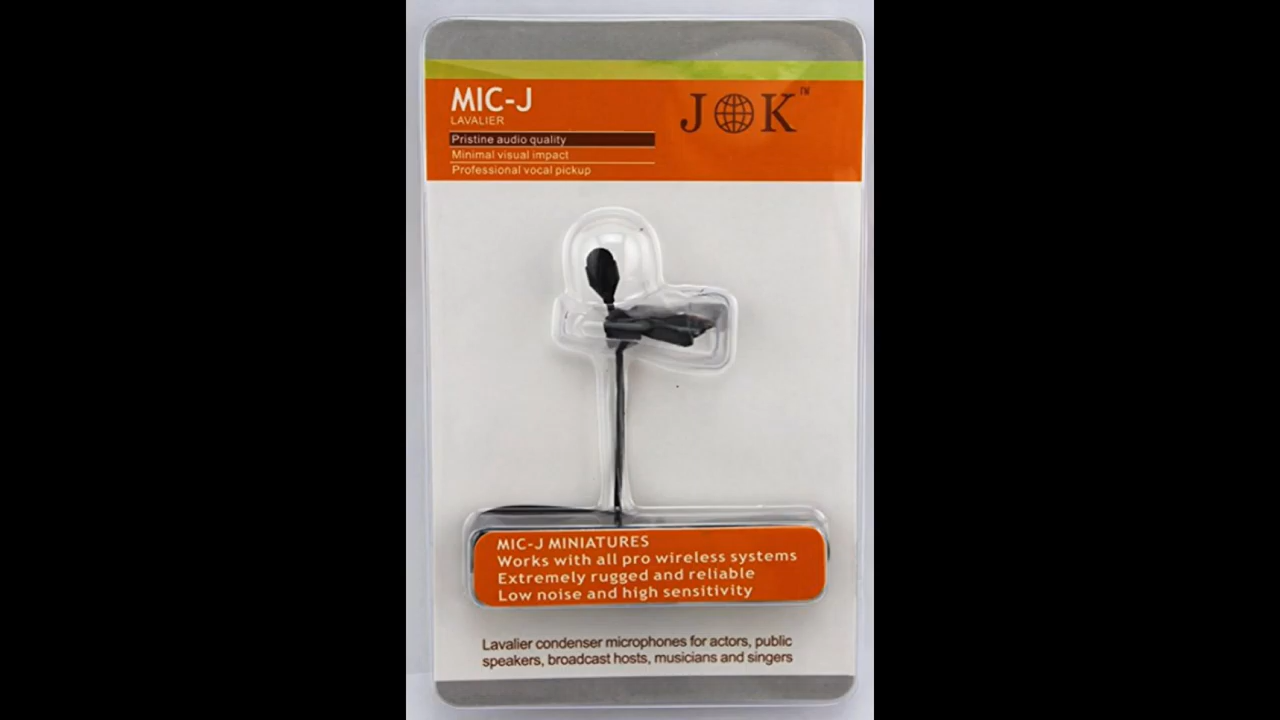 MIC-J
LAVALIER
Pristine audio quality
Minimal visual impact
Professional vocal pickup
J K TM
MIC-J MINIATURES
Works with all pro wireless systems
Extremely rugged and reliable
Low noise and high sensitivity
Lavalier condenser microphones for actors, public
speakers, broadcast hosts, musicians and singers